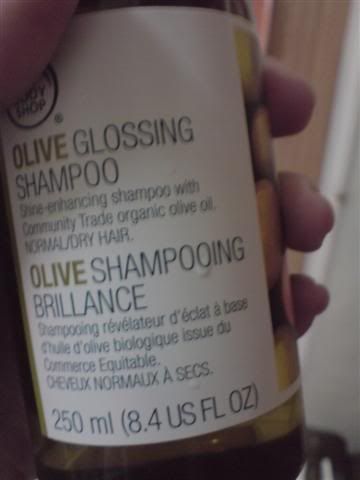 BODY
SHOP
®
OLIVE GLOSSING
SHAMPOO
Shine-enhancing shampoo with
Community Trade organic olive oil.
NORMAL/DRY HAIR.
OLIVE SHAMPOOING
BRILLANCE
Shampooing révélateur d'éclat à base
d'huile d'olive biologique issue du
Commerce Equitable.
CHEVEUX NORMAUX À SECS.
250 ml (8.4 US FL OZ)